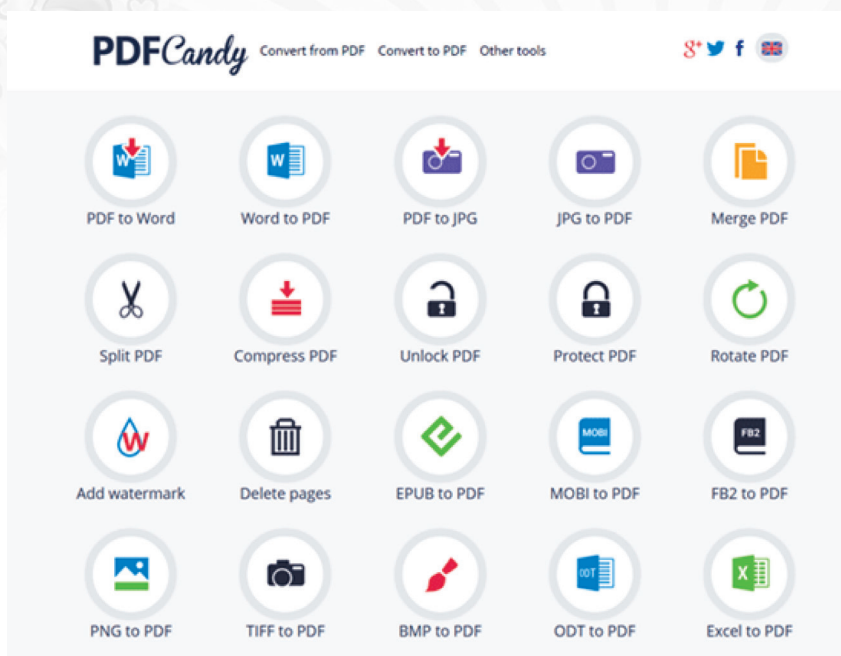 PDFCandy Convert from PDF Convert to PDF Other tools
PDF to Word Word to PDF PDF to JPG JPG to PDF Merge PDF
Split PDF Compress PDF Unlock PDF Protect PDF Rotate PDF
W
MOBI FB2
Add watermark Delete pages EPUB to PDF MOBI to PDF FB2 to PDF
ODT X
PNG to PDF TIFF to PDF BMP to PDF ODT to PDF Excel to PDF